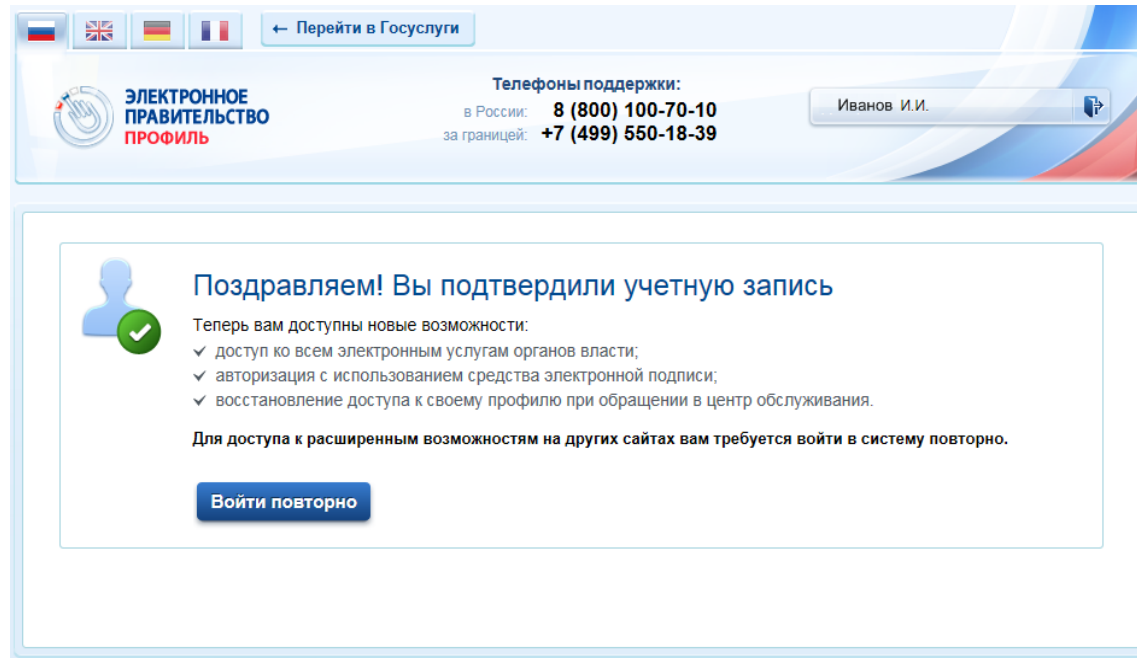 ← Перейти в Госуслуги
ЭЛЕКТРОННОЕ
ПРАВИТЕЛЬСТВО
ПРОФИЛЬ
Телефоны поддержки:
в России: 8 (800) 100-70-10
за границей: +7 (499) 550-18-39
Иванов И.И.
Поздравляем! Вы подтвердили учетную запись
Теперь вам доступны новые возможности:
доступ ко всем электронным услугам органов власти;
авторизация с использованием средства электронной подписи;
восстановление доступа к своему профилю при обращении в центр обслуживания.
Для доступа к расширенным возможностям на других сайтах вам требуется войти в систему повторно.
Войти повторно